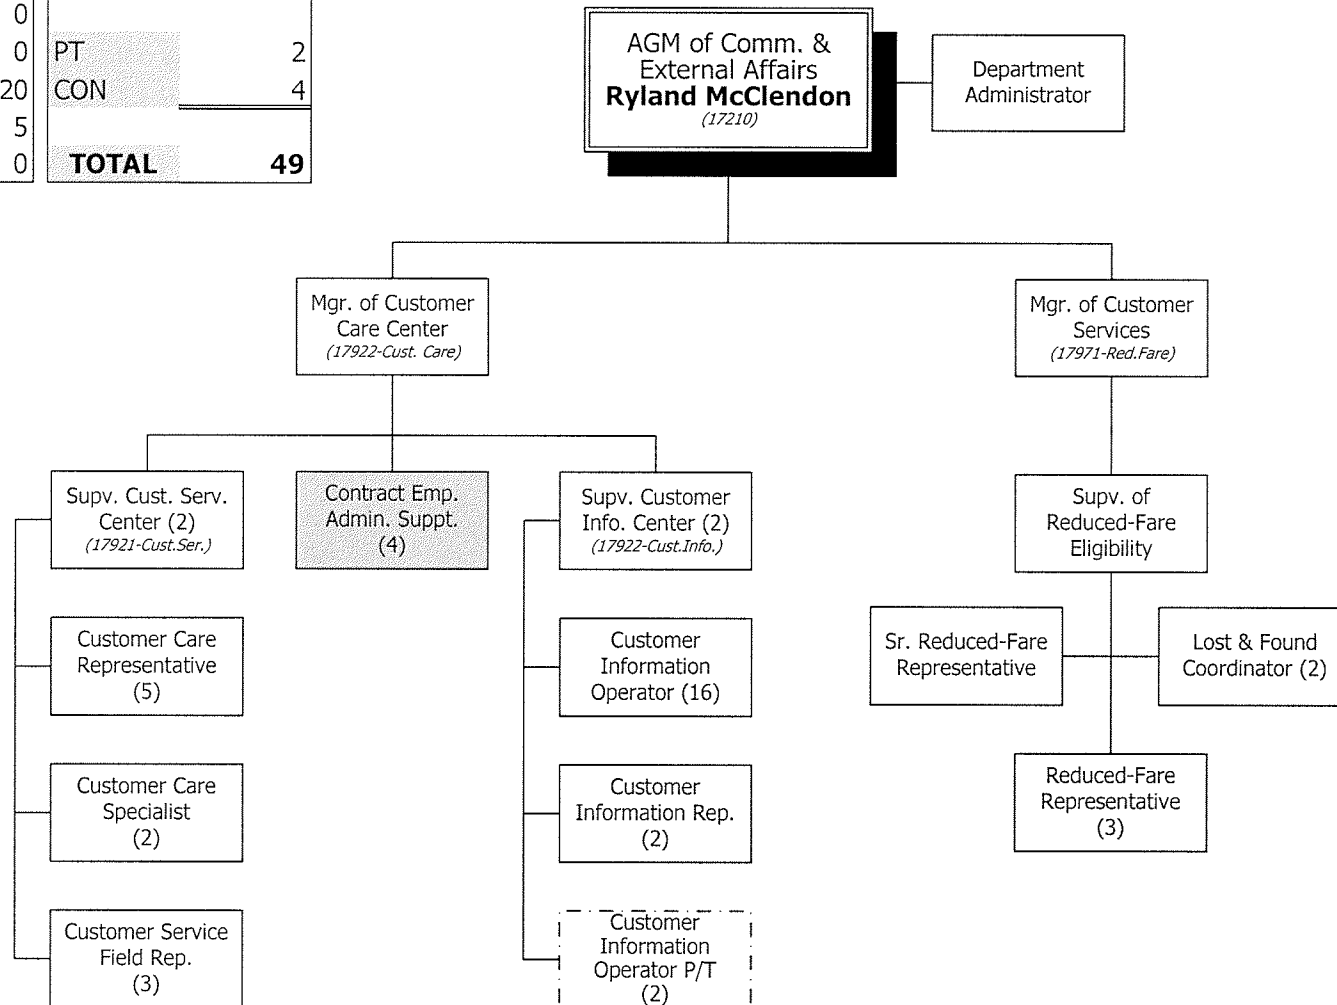 0
0 PT 2
20 CON 4
5
0 TOTAL 49
AGM of Comm. &
External Affairs
Ryland McClendon
(17210)
Department
Administrator
Mgr. of Customer
Care Center
(17922-Cust. Care)
Mgr. of Customer
Services
(17971-Red.Fare)
Supv. Cust. Serv.
Center (2)
(17921-Cust.Ser.)
Contract Emp.
Admin. Suppt.
(4)
Supv. Customer
Info. Center (2)
(17922-Cust.Info.)
Supv. of
Reduced-Fare
Eligibility
Customer Care
Representative
(5)
Customer
Information
Operator (16)
Sr. Reduced-Fare
Representative
Lost & Found
Coordinator (2)
Customer Care
Specialist
(2)
Customer
Information Rep.
(2)
Reduced-Fare
Representative
(3)
Customer Service
Field Rep.
(3)
Customer
Information
Operator P/T
(2)